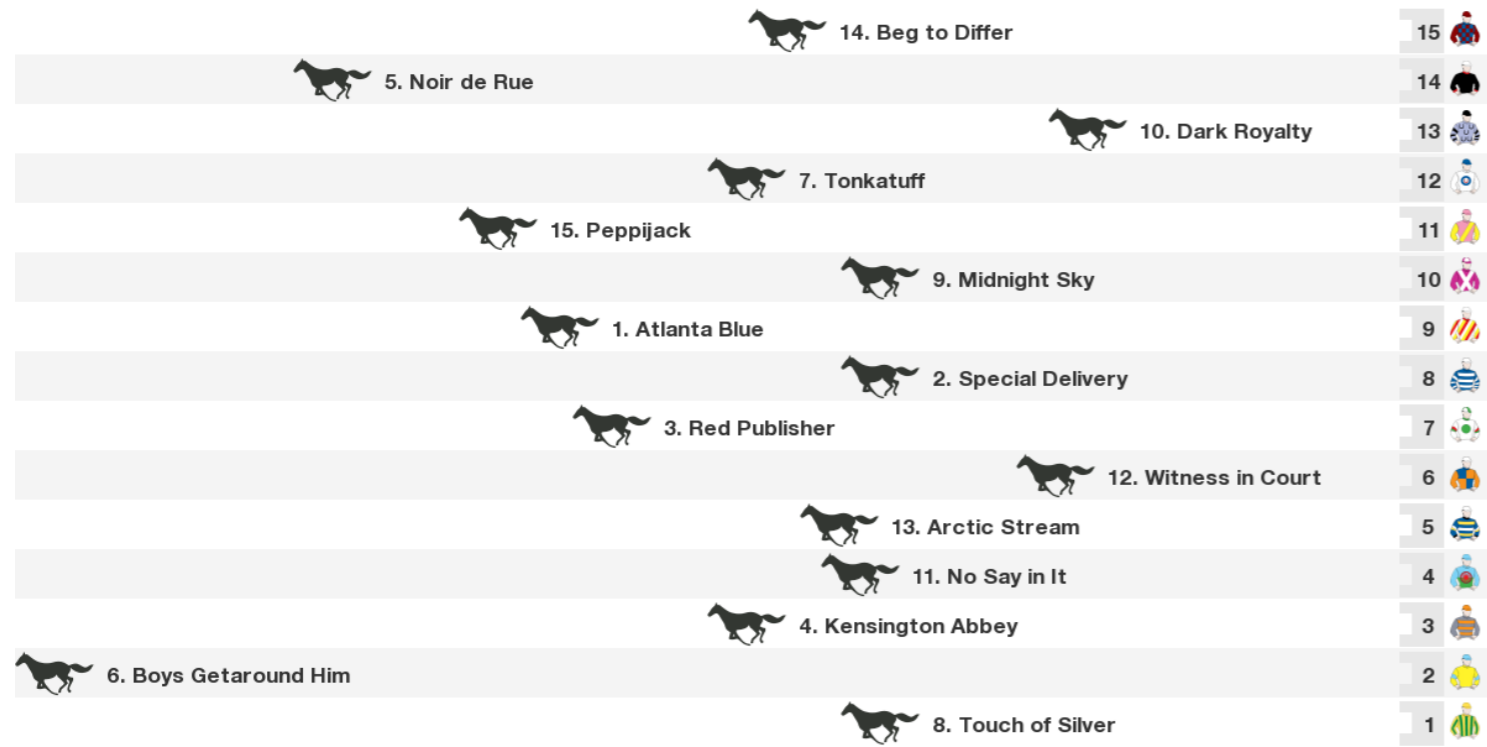 14. Beg to Differ 15
5. Noir de Rue 14
10. Dark Royalty 13
7. Tonkatuff 12
15. Peppijack 11
9. Midnight Sky 10
1. Atlanta Blue 9
2. Special Delivery 8
3. Red Publisher 7
12. Witness in Court 6
13. Arctic Stream 5
11. No Say in It 4
4. Kensington Abbey 3
6. Boys Getaround Him 2
8. Touch of Silver 1